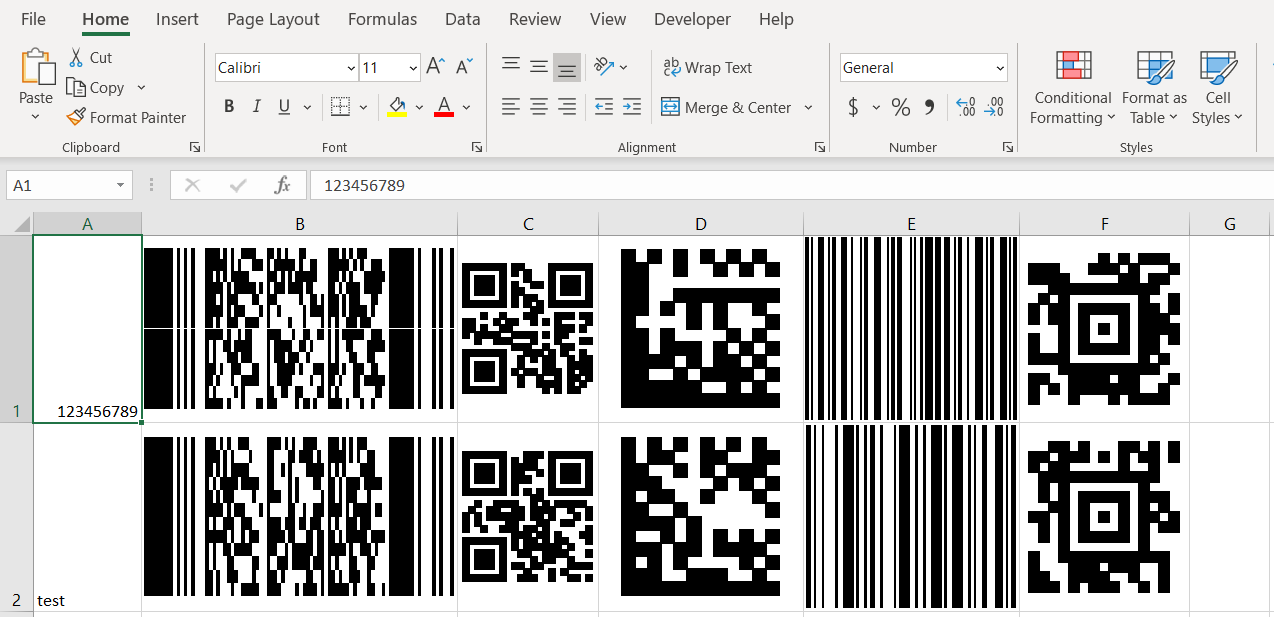 File Home Insert Page Layout Formulas Data Review View Developer Help
Cut
Calibri 11 Wrap Text General
Copy
Paste B I U Merge & Center $ % Conditional Format as Cell
Format Painter Formatting Table Styles
Clipboard Font Alignment Number Styles
A1 fx 123456789
A B C D E F G
1 123456789
2 test